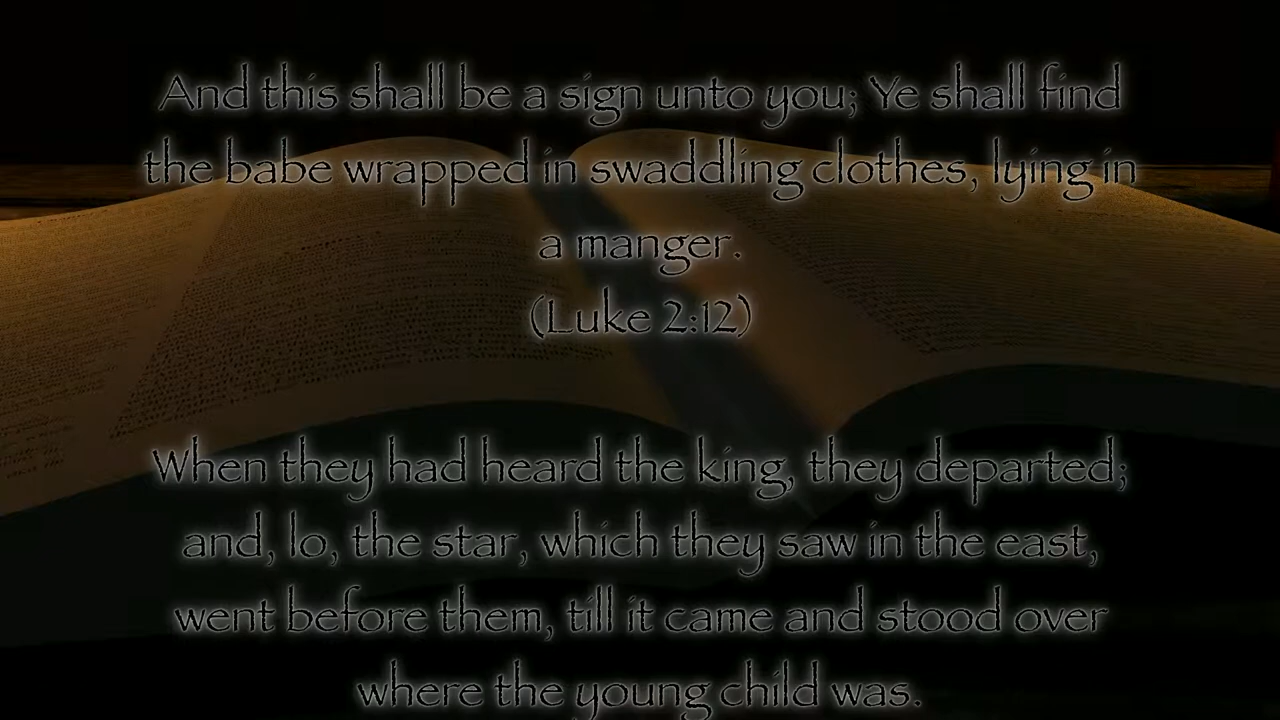 And this shall be a sign unto you; Ye shall find
the babe wrapped in swaddling clothes, lying in
a manger.
(Luke 2:12)
When they had heard the king, they departed;
and, lo, the star, which they saw in the east,
went before them, till it came and stood over
where the young child was.